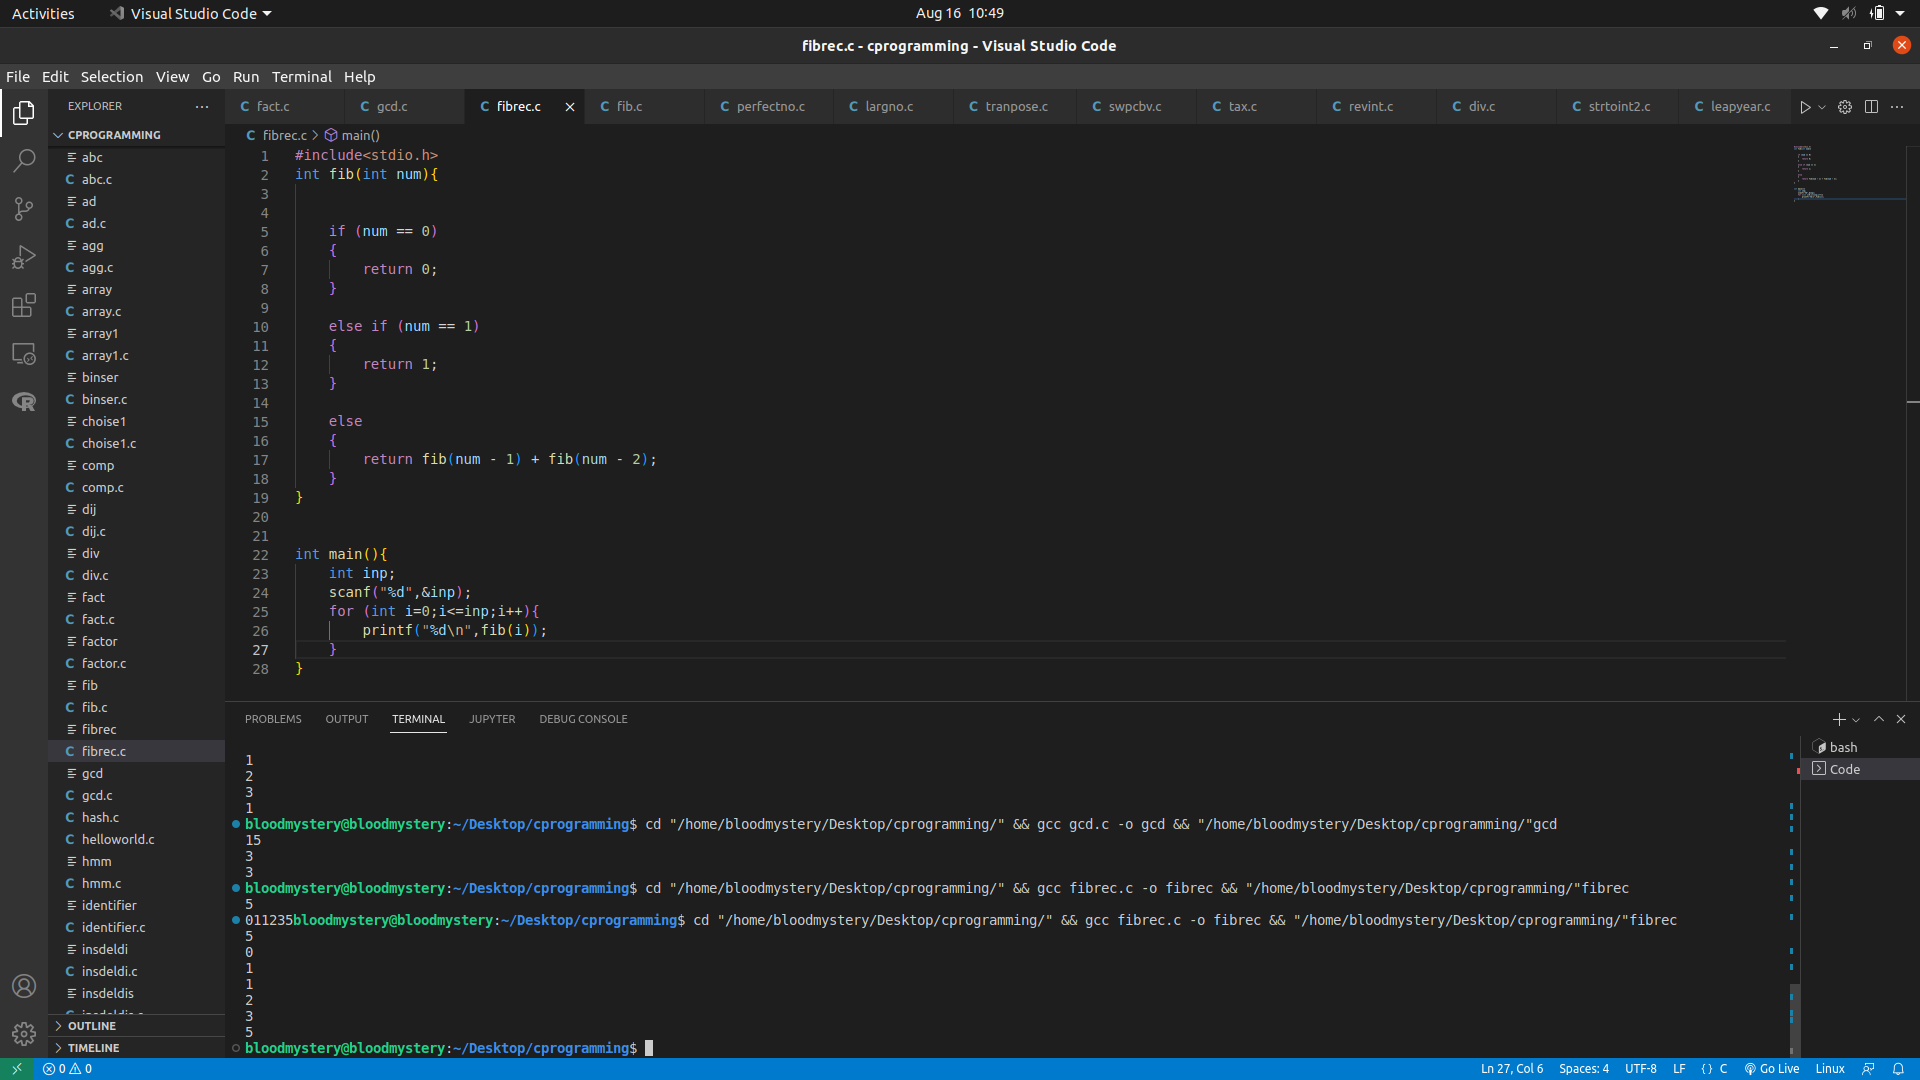 Activities
Visual Studio Code
Aug 16 10:49
fibrec.c - cprogramming - Visual Studio Code
File Edit Selection View Go Run Terminal Help
EXPLORER
fact.c gcd.c fibrec.c fib.c perfectno.c largno.c tranpose.c swpcbv.c tax.c revint.c div.c strtoint2.c leapyear.c
CPROGRAMMING
abc
abc.c
ad
ad.c
agg
agg.c
array
array.c
array1
array1.c
binser
binser.c
choise1
choise1.c
comp
comp.c
dij
dij.c
div
div.c
fact
fact.c
factor
factor.c
fib
fib.c
fibrec
fibrec.c
gcd
gcd.c
hash.c
helloworld.c
hmm
hmm.c
identifier
identifier.c
insdeldi
insdeldi.c
insdeldis
OUTLINE
TIMELINE
fibrec.c > main()
1 #include<stdio.h>
2 int fib(int num){
3
4
5     if (num == 0)
6     {
7         return 0;
8     }
9
10     else if (num == 1)
11     {
12         return 1;
13     }
14
15     else
16     {
17         return fib(num - 1) + fib(num - 2);
18     }
19 }
20
21
22 int main(){
23     int inp;
24     scanf("%d",&inp);
25     for (int i=0;i<=inp;i++){
26         printf("%d\n",fib(i));
27     }
28 }
PROBLEMS OUTPUT TERMINAL JUPYTER DEBUG CONSOLE
bash
Code
1
2
3
1
bloodmystery@bloodmystery:~/Desktop/cprogramming$ cd "/home/bloodmystery/Desktop/cprogramming/" && gcc gcd.c -o gcd && "/home/bloodmystery/Desktop/cprogramming/"gcd
15
3
3
bloodmystery@bloodmystery:~/Desktop/cprogramming$ cd "/home/bloodmystery/Desktop/cprogramming/" && gcc fibrec.c -o fibrec && "/home/bloodmystery/Desktop/cprogramming/"fibrec
5
011235bloodmystery@bloodmystery:~/Desktop/cprogramming$ cd "/home/bloodmystery/Desktop/cprogramming/" && gcc fibrec.c -o fibrec && "/home/bloodmystery/Desktop/cprogramming/"fibrec
5
0
1
1
2
3
5
bloodmystery@bloodmystery:~/Desktop/cprogramming$
0 0
Ln 27, Col 6 Spaces: 4 UTF-8 LF {} C Go Live Linux